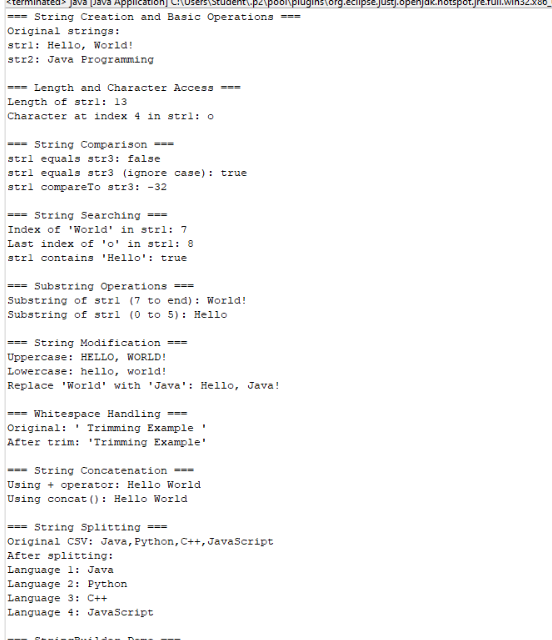 <terminated> Java [Java Application] C:\Users\Student\.p2\pool\plugins\org.eclipse.justj.openjdk.hotspot.jre.full.win32.x86_
=== String Creation and Basic Operations ===
Original strings:
str1: Hello, World!
str2: Java Programming
=== Length and Character Access ===
Length of str1: 13
Character at index 4 in str1: o
=== String Comparison ===
str1 equals str3: false
str1 equals str3 (ignore case): true
str1 compareTo str3: -32
=== String Searching ===
Index of 'World' in str1: 7
Last index of 'o' in str1: 8
str1 contains 'Hello': true
=== Substring Operations ===
Substring of str1 (7 to end): World!
Substring of str1 (0 to 5): Hello
=== String Modification ===
Uppercase: HELLO, WORLD!
Lowercase: hello, world!
Replace 'World' with 'Java': Hello, Java!
=== Whitespace Handling ===
Original: ' Trimming Example '
After trim: 'Trimming Example'
=== String Concatenation ===
Using + operator: Hello World
Using concat(): Hello World
=== String Splitting ===
Original CSV: Java,Python,C++,JavaScript
After splitting:
Language 1: Java
Language 2: Python
Language 3: C++
Language 4: JavaScript
=== StringBuilder Demo ===